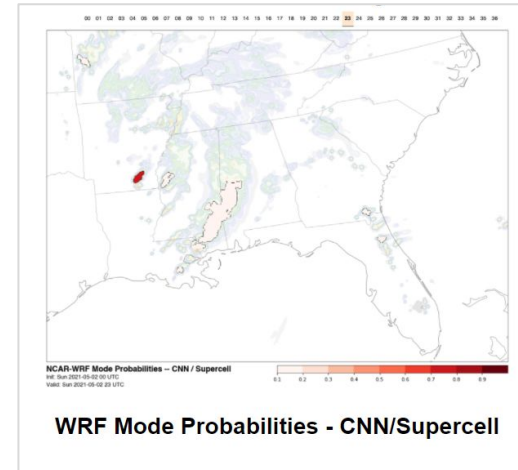 00 01 02 03 04 05 06 07 08 09 10 11 12 13 14 15 16 17 18 19 20 21 22 23 24 25 26 27 28 29 30 31 32 33 34 35 36
NCAR-WRF Mode Probabilities -- CNN / Supercell
Init: Sun 2021-05-02 00 UTC
Valid: Sun 2021-05-02 23 UTC
0.1 0.2 0.3 0.4 0.5 0.6 0.7 0.8 0.9
WRF Mode Probabilities - CNN/Supercell